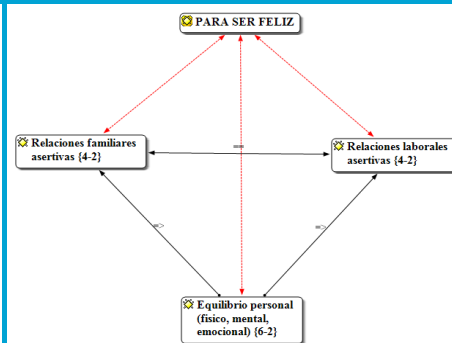 PARA SER FELIZ
Relaciones familiares
asertivas {4-2}
==
Relaciones laborales
asertivas {4-2}
=>
=>
Equilibrio personal
(fisico, mental,
emocional) {6-2}